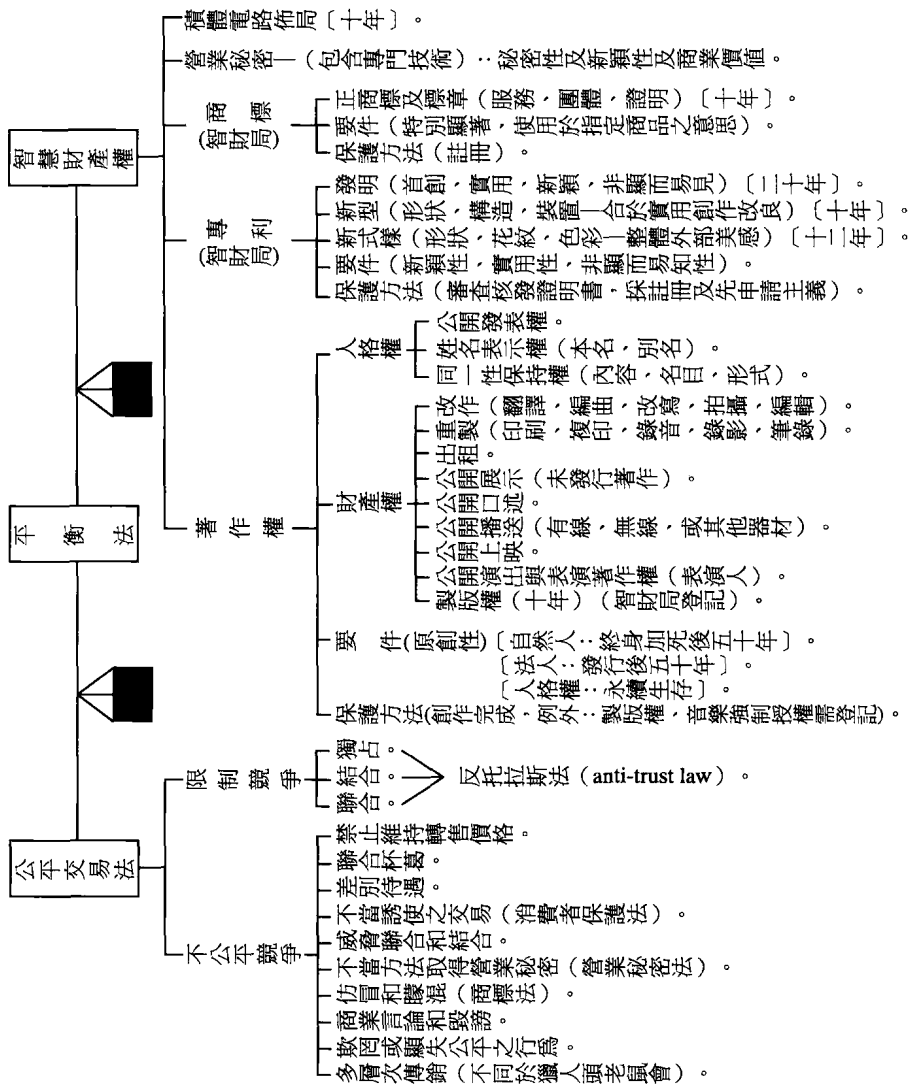 智慧財產權
平衡法
公平交易法
積體電路佈局〔十年〕。
營業秘密—(包含專門技術):秘密性及新穎性及商業價值。
商標
(智財局)
正商標及標章(服務、團體、證明)〔十年〕。
要件(特別顯著、使用於指定商品之意思)。
保護方法(註冊)。
專利
(智財局)
發明(首創、實用、新穎、非顯而易見)〔二十年〕。
新型(形狀、構造、裝置—合於實用創作改良)〔十年〕。
新式樣(形狀、花紋、色彩—整體外部美感)〔十二年〕。
要件(新穎性、實用性、非顯而易知性)。
保護方法(審查核發證明書,採註冊及先申請主義)。
著作權
人格權
公開發表權。
姓名表示權(本名、別名)。
同一性保持權(內容、名目、形式)。
財產權
改作(翻譯、編曲、改寫、拍攝、編輯)。
重製(印刷、複印、錄音、錄影、筆錄)。
出租。
公開展示(未發行著作)。
公開口述。
公開播送(有線、無線、或其他器材)。
公開上映。
公開演出與表演著作權(表演人)。
製版權(十年)(智財局登記)。
要件(原創性)〔自然人:終身加死後五十年〕。
〔法人:發行後五十年〕。
〔人格權:永續生存〕。
保護方法(創作完成,例外:製版權、音樂強制授權需登記)。
限制競爭
獨占。
結合。
聯合。
反托拉斯法(anti-trust law)。
不公平競爭
禁止維持轉售價格。
聯合杯葛。
差別待遇。
不當誘使之交易(消費者保護法)。
威脅聯合和結合。
不當方法取得營業秘密(營業秘密法)。
仿冒和矇混(商標法)。
商業言論和毀謗。
欺罔或顯失公平之行為。
多層次傳銷(不同於獵人頭老鼠會)。